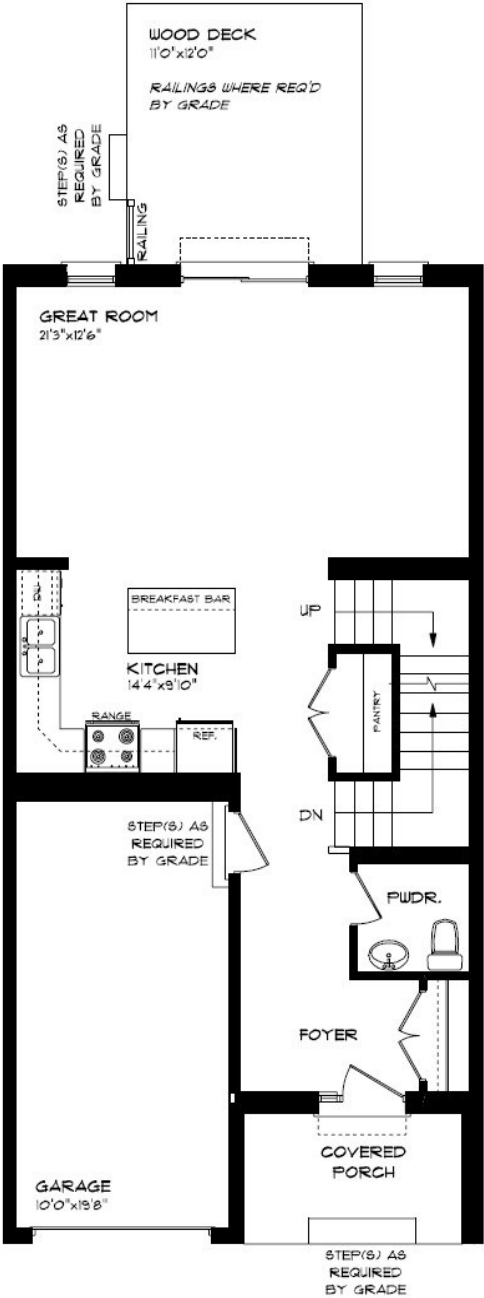 WOOD DECK
11'0"x12'0"
RAILINGS WHERE REQ'D
BY GRADE
STEP(S) AS
REQUIRED
BY GRADE
RAILING
GREAT ROOM
21'3"x12'6"
DW
BREAKFAST BAR
UP
KITCHEN
14'4"x9'10"
PANTRY
RANGE
REF.
DN
STEP(S) AS
REQUIRED
BY GRADE
PWDR.
FOYER
COVERED
PORCH
GARAGE
10'0"x19'8"
STEP(S) AS
REQUIRED
BY GRADE